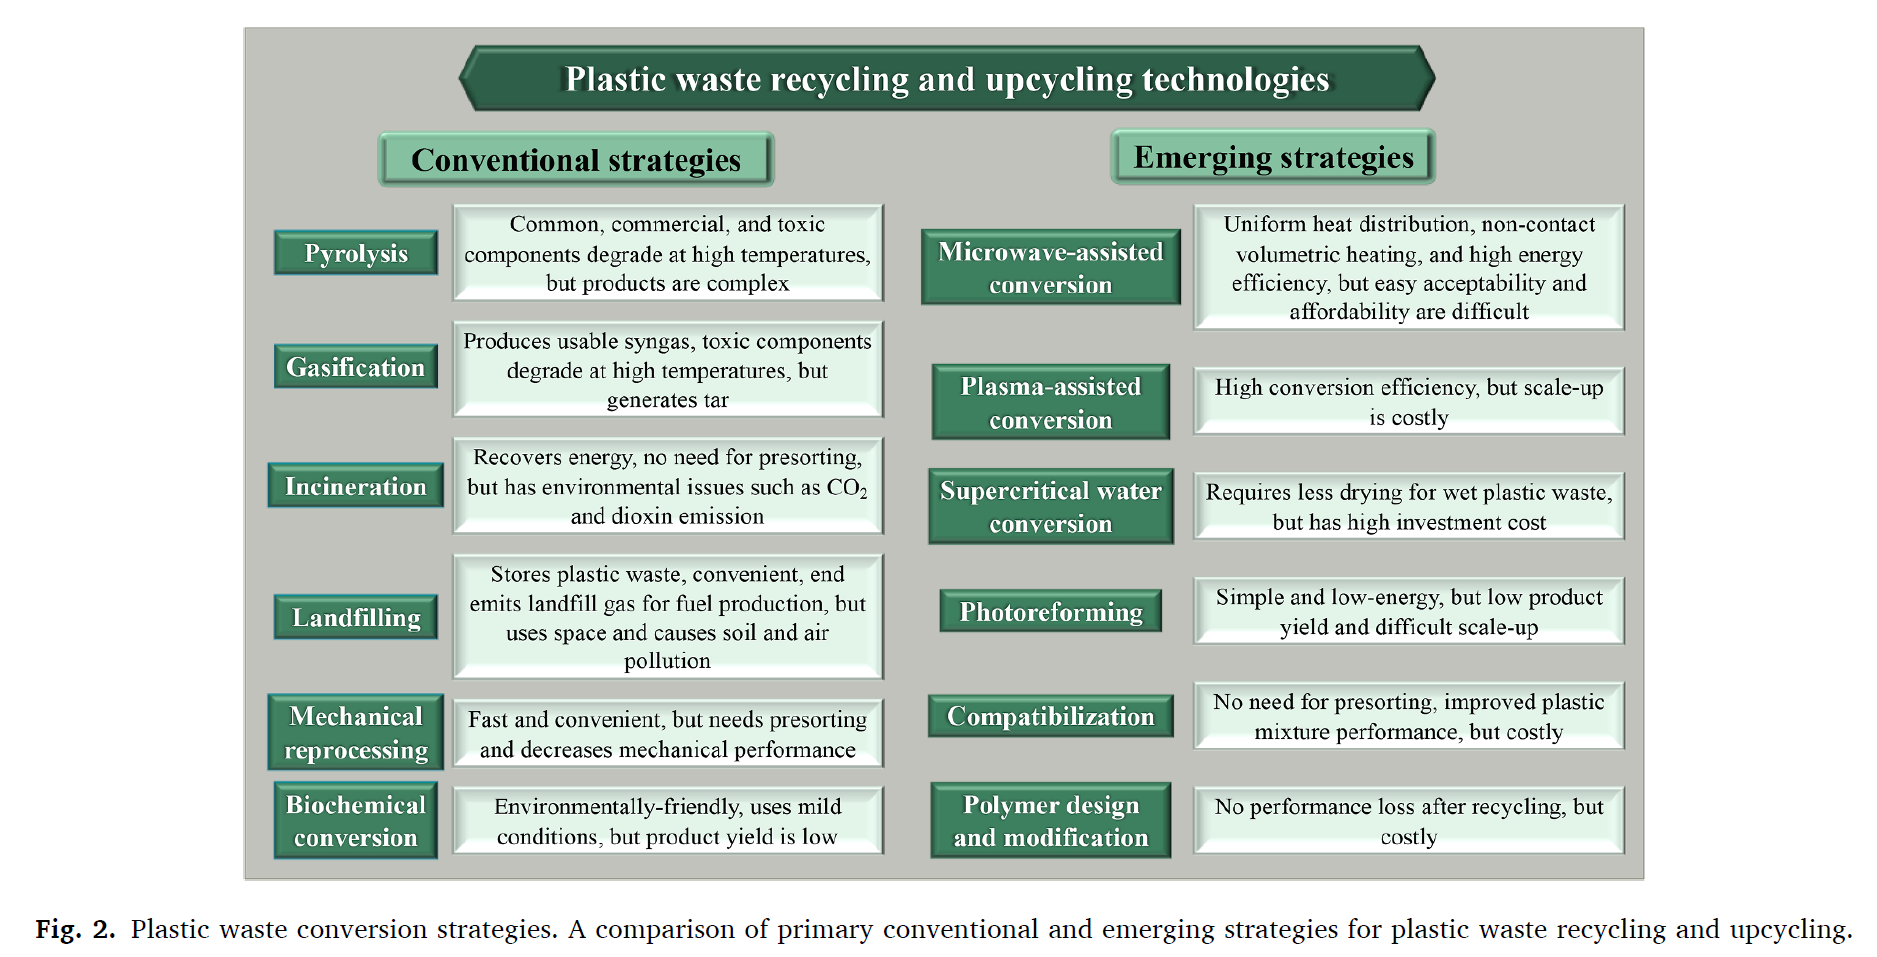 Plastic waste recycling and upcycling technologies
Conventional strategies
Pyrolysis
Common, commercial, and toxic
components degrade at high temperatures,
but products are complex
Gasification
Produces usable syngas, toxic components
degrade at high temperatures, but
generates tar
Incineration
Recovers energy, no need for presorting,
but has environmental issues such as CO₂
and dioxin emission
Landfilling
Stores plastic waste, convenient, end
emits landfill gas for fuel production, but
uses space and causes soil and air
pollution
Mechanical
reprocessing
Fast and convenient, but needs presorting
and decreases mechanical performance
Biochemical
conversion
Environmentally-friendly, uses mild
conditions, but product yield is low
Emerging strategies
Microwave-assisted
conversion
Uniform heat distribution, non-contact
volumetric heating, and high energy
efficiency, but easy acceptability and
affordability are difficult
Plasma-assisted
conversion
High conversion efficiency, but scale-up
is costly
Supercritical water
conversion
Requires less drying for wet plastic waste,
but has high investment cost
Photoreforming
Simple and low-energy, but low product
yield and difficult scale-up
Compatibilization
No need for presorting, improved plastic
mixture performance, but costly
Polymer design
and modification
No performance loss after recycling, but
costly
Fig. 2. Plastic waste conversion strategies. A comparison of primary conventional and emerging strategies for plastic waste recycling and upcycling.